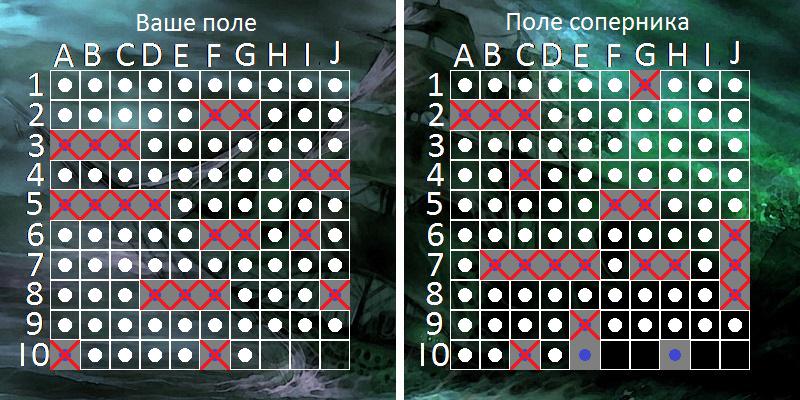 Ваше поле
Поле соперника
A B C D E F G H I J
A B C D E F G H I J
1 1
2 2
3 3
4 4
5 5
6 6
7 7
8 8
9 9
10 10